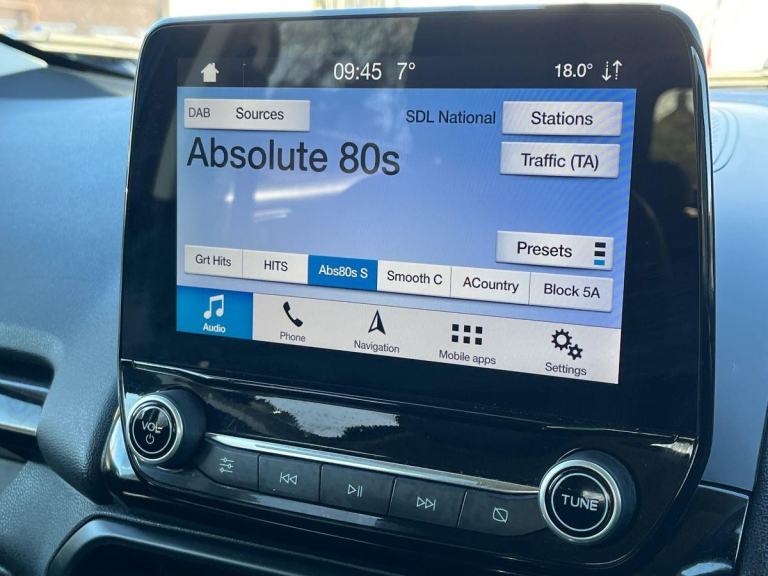 09:45 7° 18.0°
DAB Sources SDL National Stations
Absolute 80s
Traffic (TA)
Presets
Grt Hits HITS Abs80s S Smooth C ACountry Block 5A
Audio Phone Navigation Mobile apps Settings
VOL
TUNE